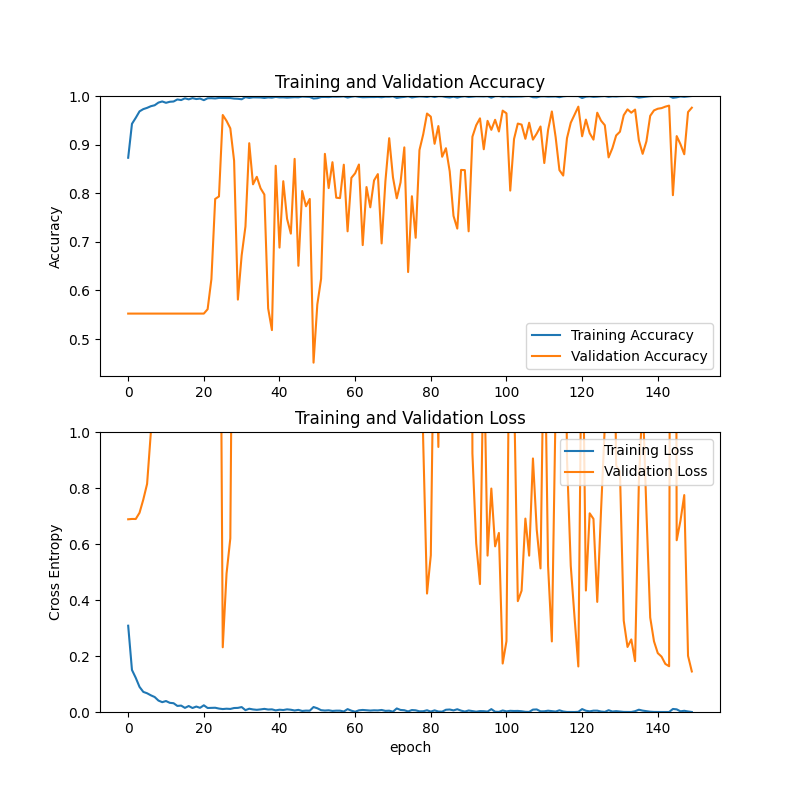 Training and Validation Accuracy
1.0
0.9
0.8
0.7
0.6
0.5
Accuracy
Training Accuracy
Validation Accuracy
0 20 40 60 80 100 120 140
Training and Validation Loss
1.0
0.8
0.6
0.4
0.2
0.0
Cross Entropy
Training Loss
Validation Loss
0 20 40 60 80 100 120 140
epoch